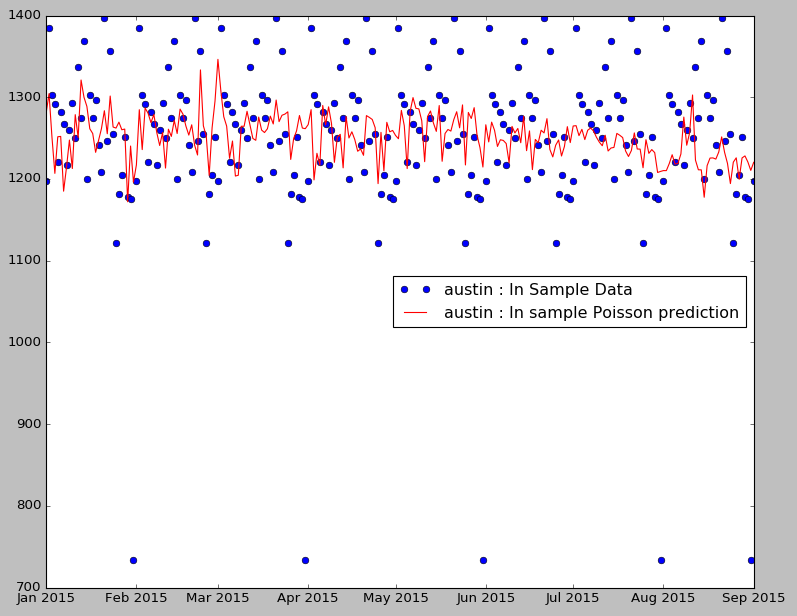 1400
1300
1200
1100
1000
900
800
700
austin : In Sample Data
austin : In sample Poisson prediction
Jan 2015 Feb 2015 Mar 2015 Apr 2015 May 2015 Jun 2015 Jul 2015 Aug 2015 Sep 2015